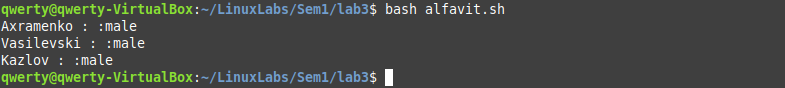 qwerty@qwerty-VirtualBox:~/LinuxLabs/Sem1/lab3$ bash alfavit.sh
Axramenko : :male
Vasilevski : :male
Kazlov : :male
qwerty@qwerty-VirtualBox:~/LinuxLabs/Sem1/lab3$